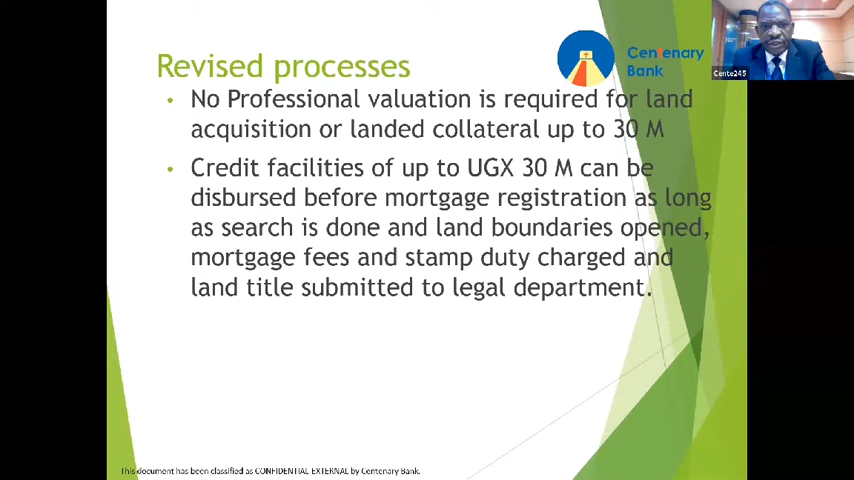 Revised processes
Centenary
Bank
Cente245
• No Professional valuation is required for land
acquisition or landed collateral up to 30 M
• Credit facilities of up to UGX 30 M can be
disbursed before mortgage registration as long
as search is done and land boundaries opened,
mortgage fees and stamp duty charged and
land title submitted to legal department.
This document has been classified as CONFIDENTIAL EXTERNAL by Centenary Bank.